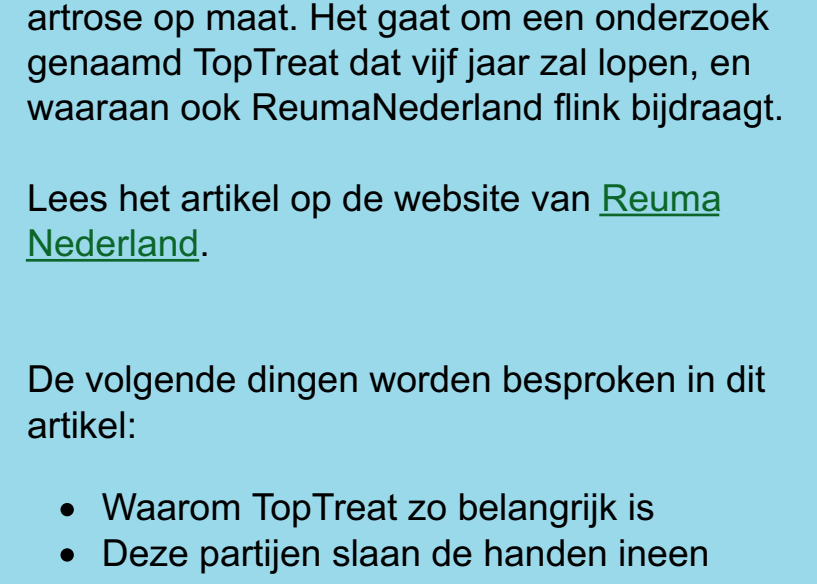 artrose op maat. Het gaat om een onderzoek
genaamd TopTreat dat vijf jaar zal lopen, en
waaraan ook ReumaNederland flink bijdraagt.
Lees het artikel op de website van Reuma
Nederland.
De volgende dingen worden besproken in dit
artikel:
• Waarom TopTreat zo belangrijk is
• Deze partijen slaan de handen ineen